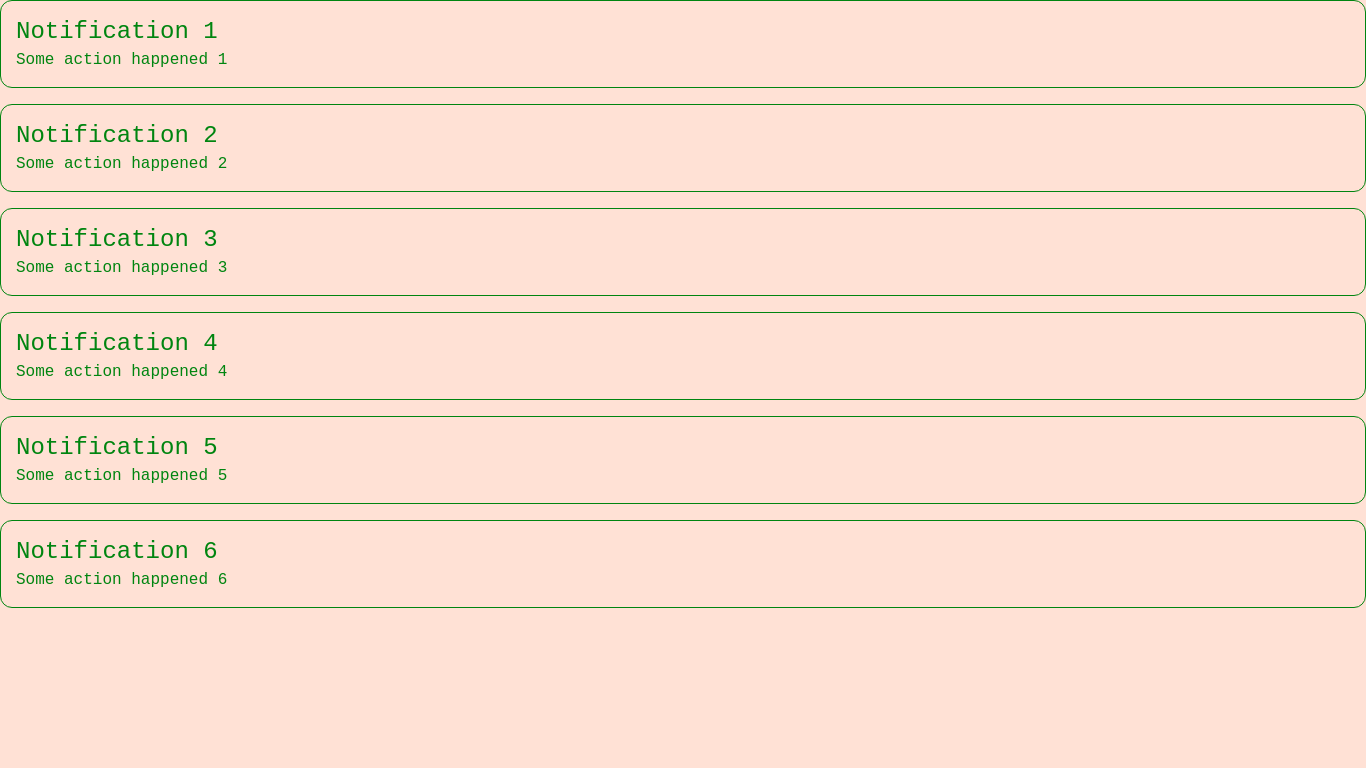 Notification 1
Some action happened 1
Notification 2
Some action happened 2
Notification 3
Some action happened 3
Notification 4
Some action happened 4
Notification 5
Some action happened 5
Notification 6
Some action happened 6